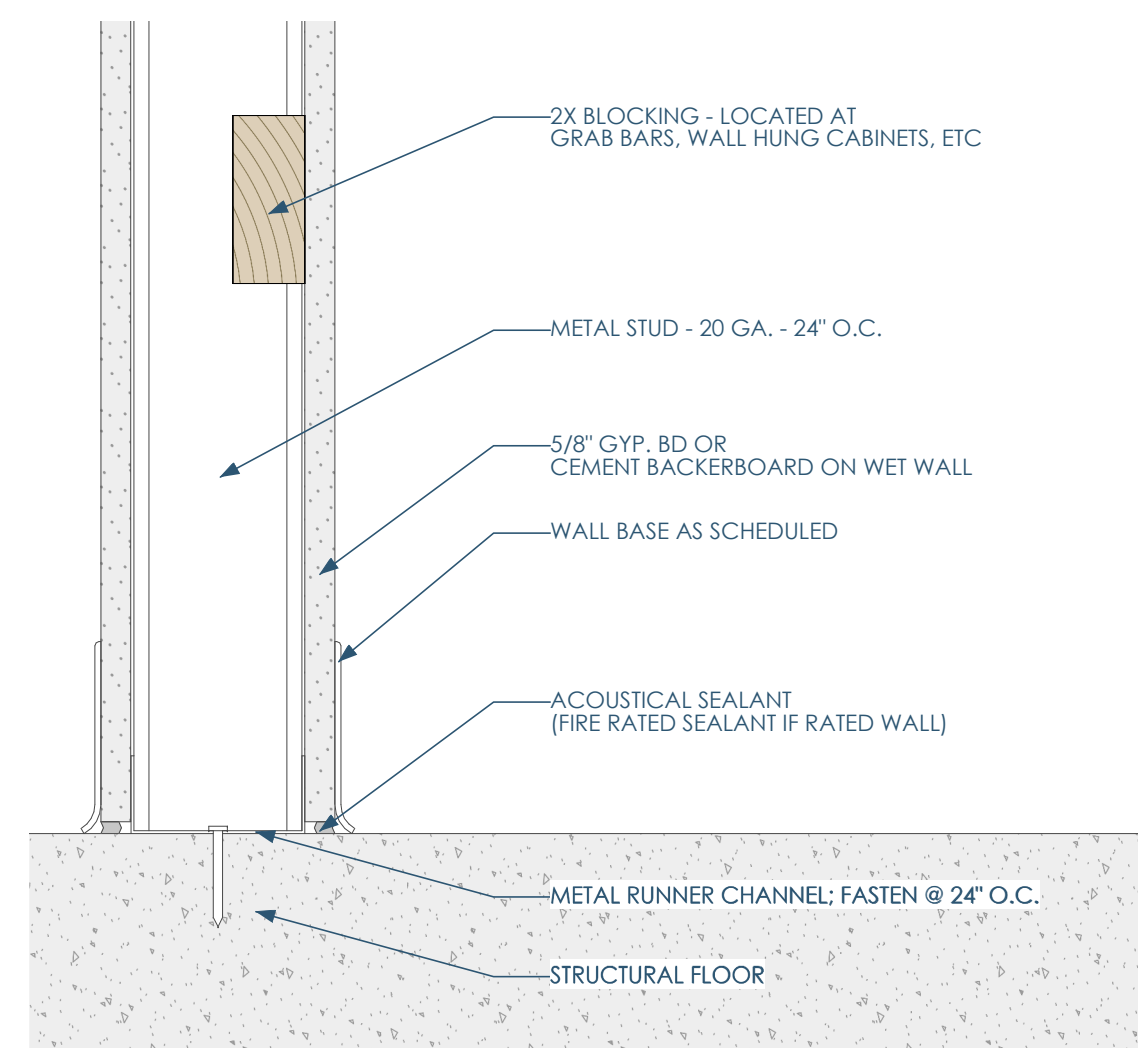 2X BLOCKING - LOCATED AT
GRAB BARS, WALL HUNG CABINETS, ETC
METAL STUD - 20 GA. - 24" O.C.
5/8" GYP. BD OR
CEMENT BACKERBOARD ON WET WALL
WALL BASE AS SCHEDULED
ACOUSTICAL SEALANT
(FIRE RATED SEALANT IF RATED WALL)
METAL RUNNER CHANNEL; FASTEN @ 24" O.C.
STRUCTURAL FLOOR